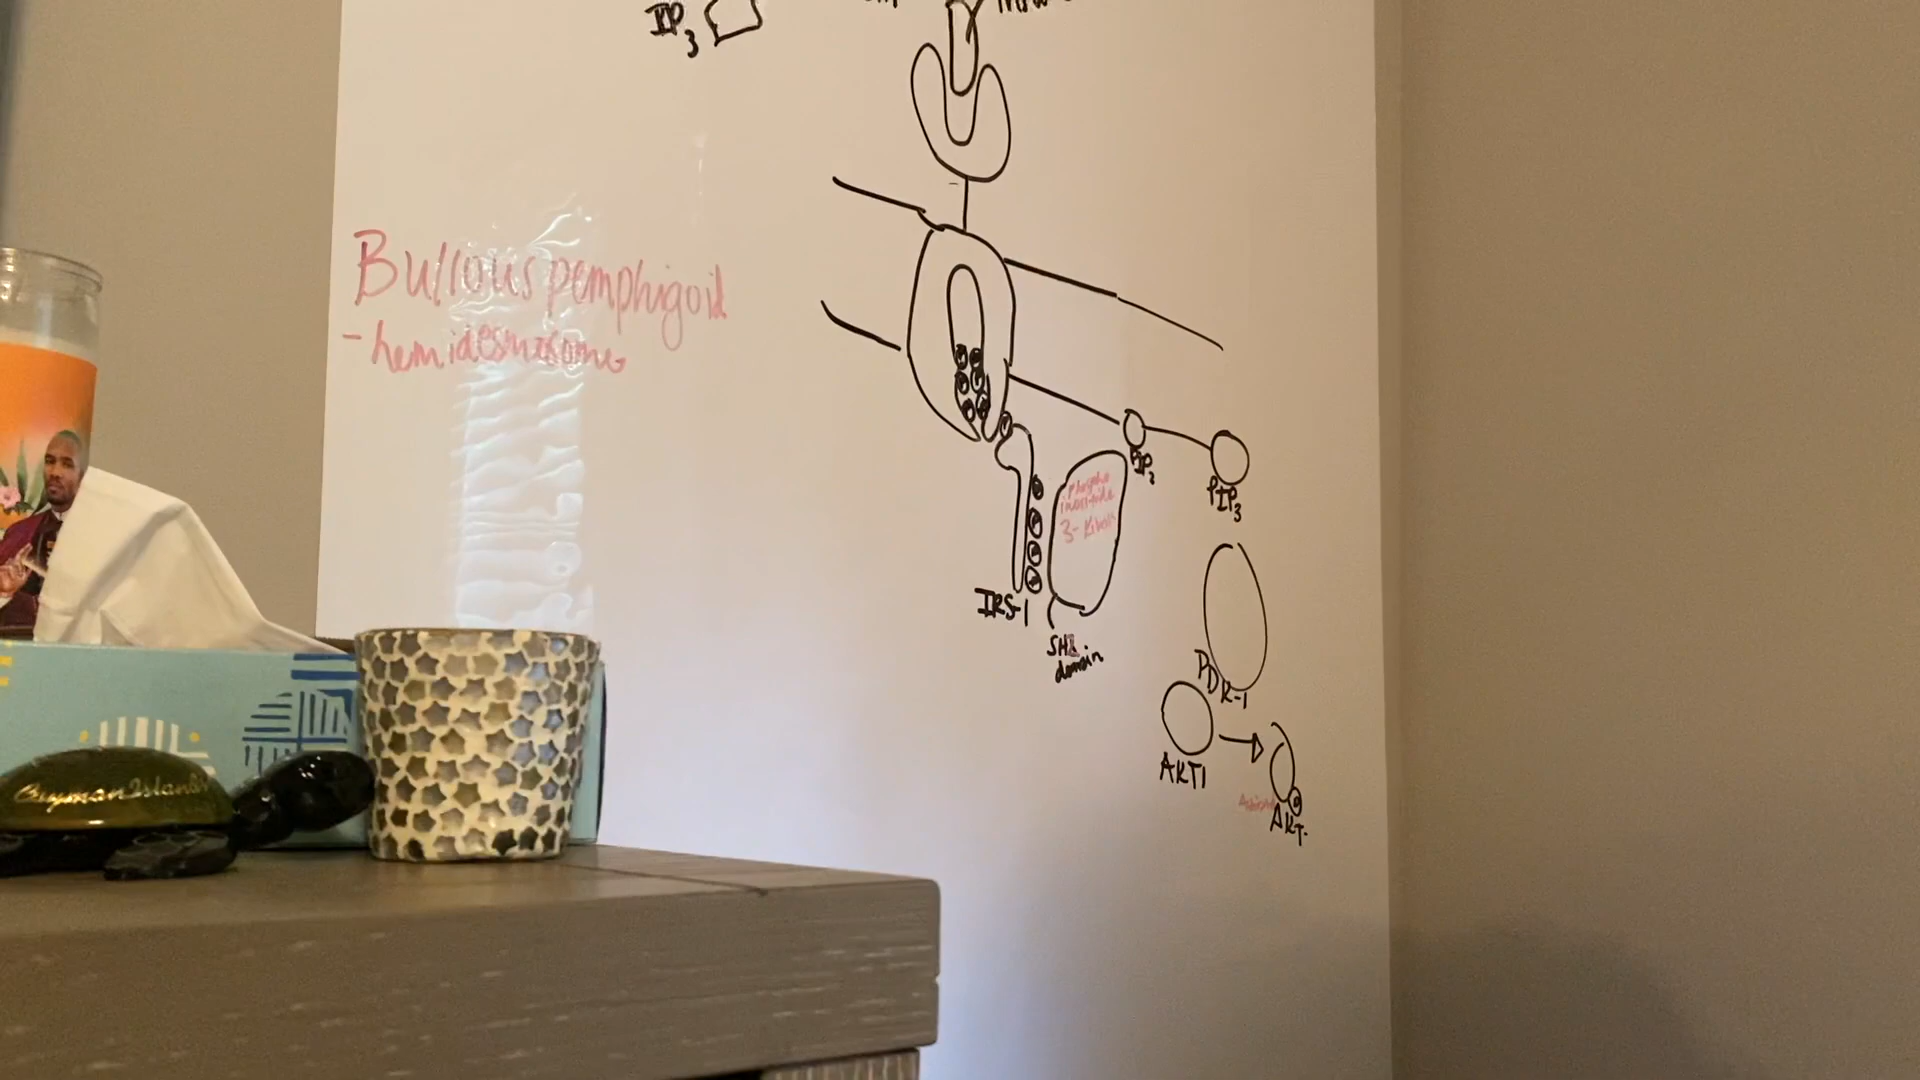 IP3
Bullous pemphigoid
- hemidesmosome
PIP2
PIP3
phospho
inositide
3-kinase
IRS-1
SH2
domain
PDK-1
AKT1
AKT
Cayman Islands